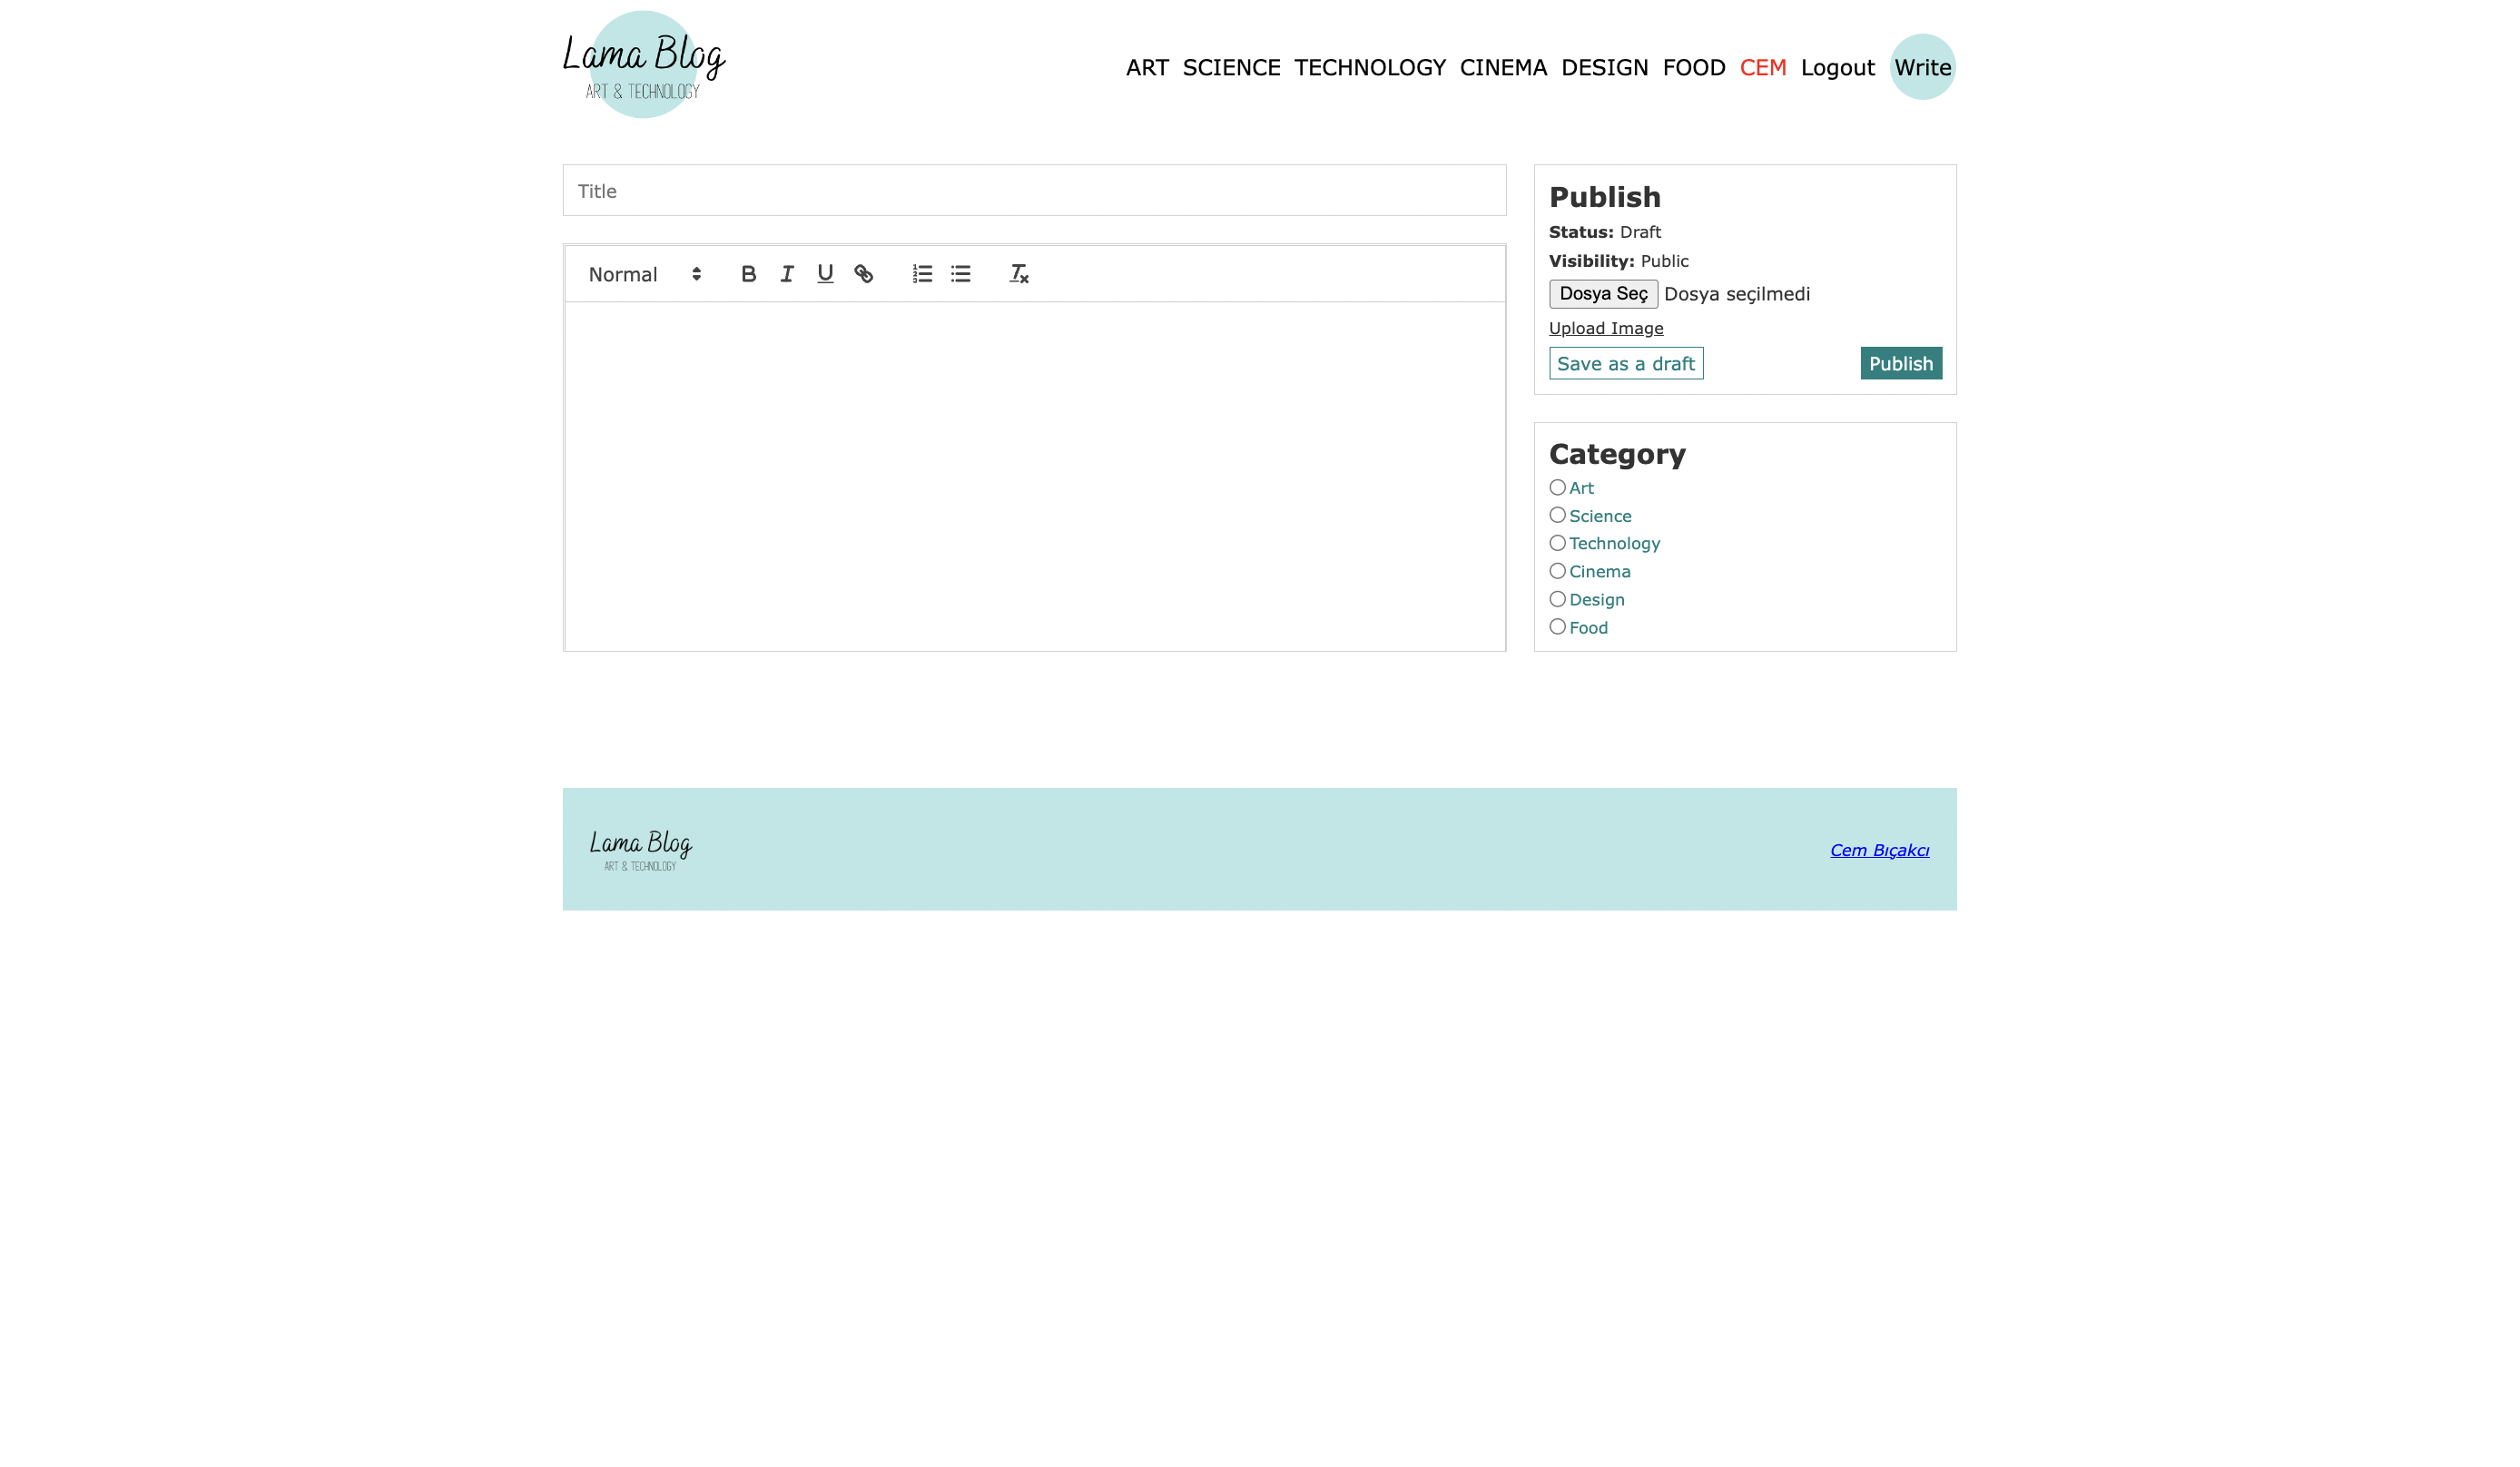 Lama Blog
ART & TECHNOLOGY
ART SCIENCE TECHNOLOGY CINEMA DESIGN FOOD CEM Logout Write
Title
Normal
Publish
Status: Draft
Visibility: Public
Dosya Seç Dosya seçilmedi
Upload Image
Save as a draft Publish
Category
Art
Science
Technology
Cinema
Design
Food
Lama Blog
ART & TECHNOLOGY
Cem Bıçakcı